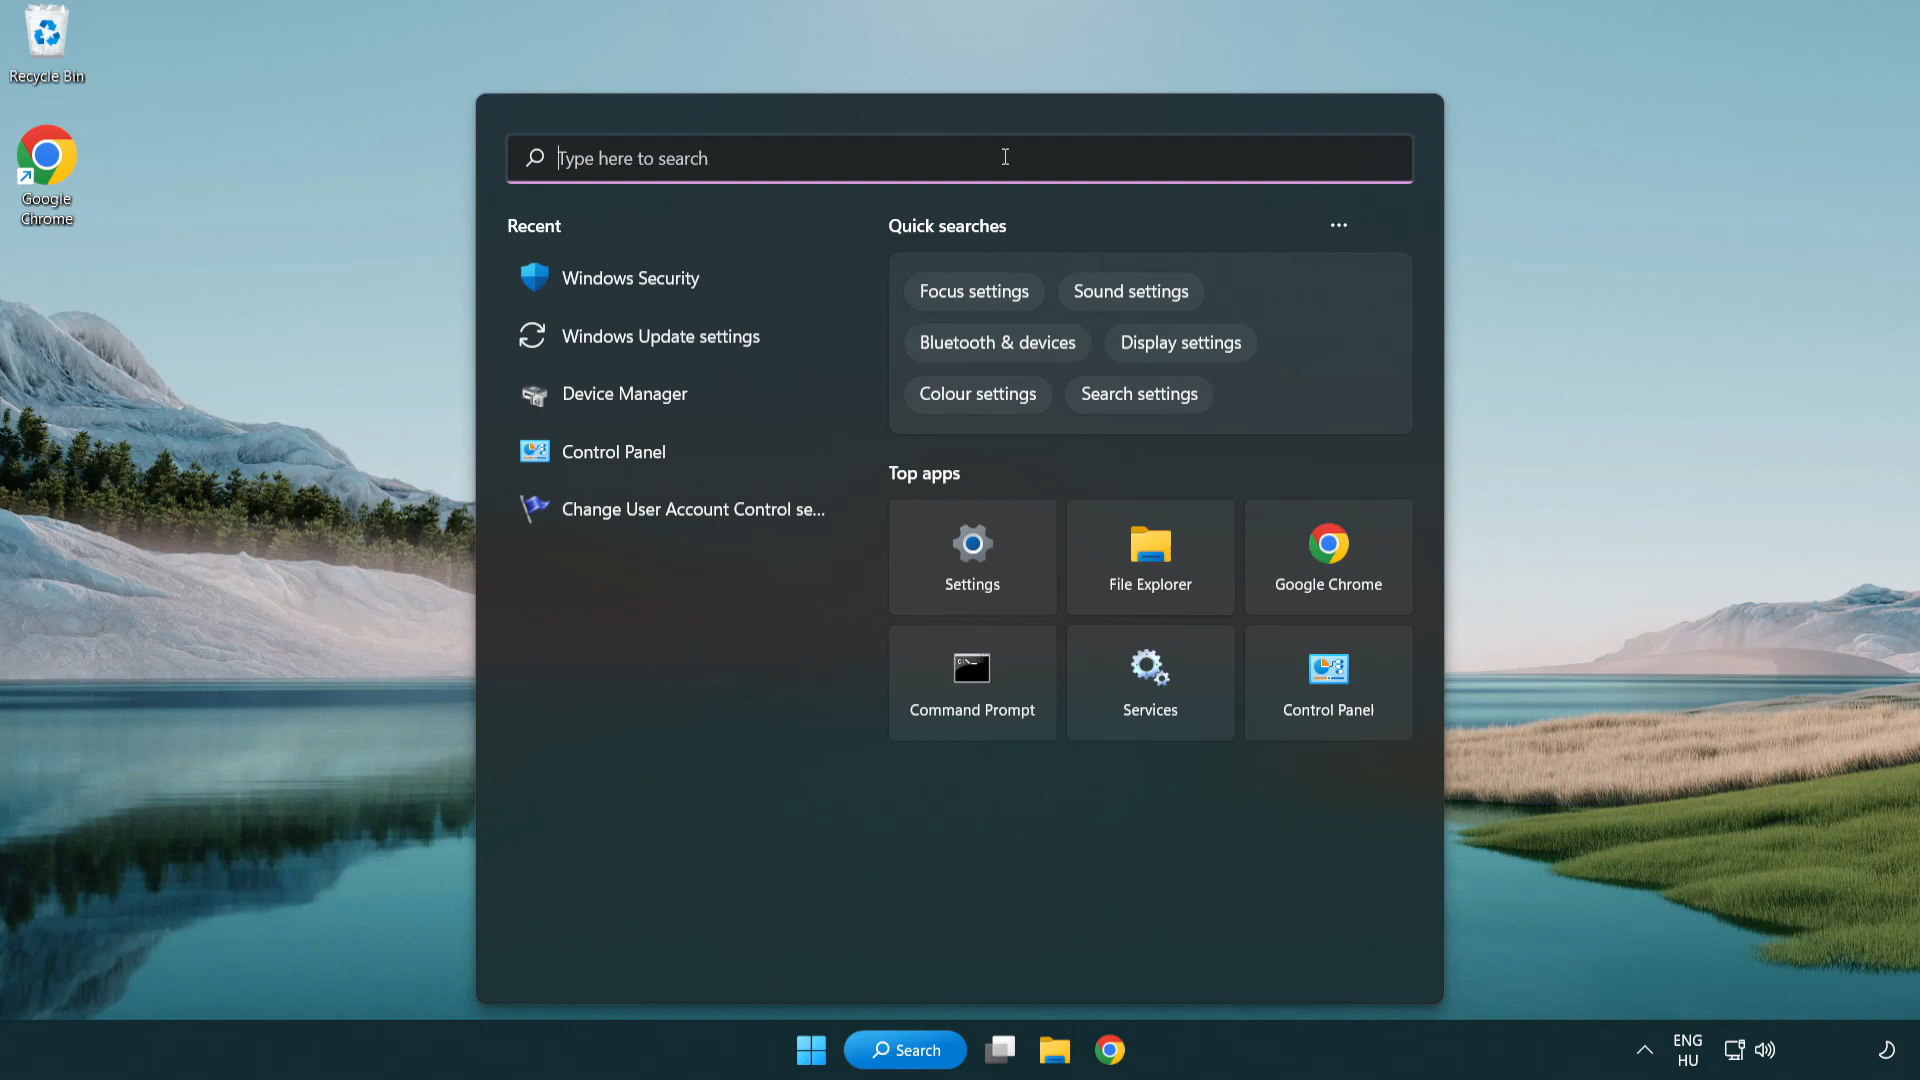 Recycle Bin
Google
Chrome
Type here to search
Recent
Windows Security
Windows Update settings
Device Manager
Control Panel
Change User Account Control se...
Quick searches
Focus settings
Sound settings
Bluetooth & devices
Display settings
Colour settings
Search settings
Top apps
Settings
File Explorer
Google Chrome
Command Prompt
Services
Control Panel
Search
ENG
HU